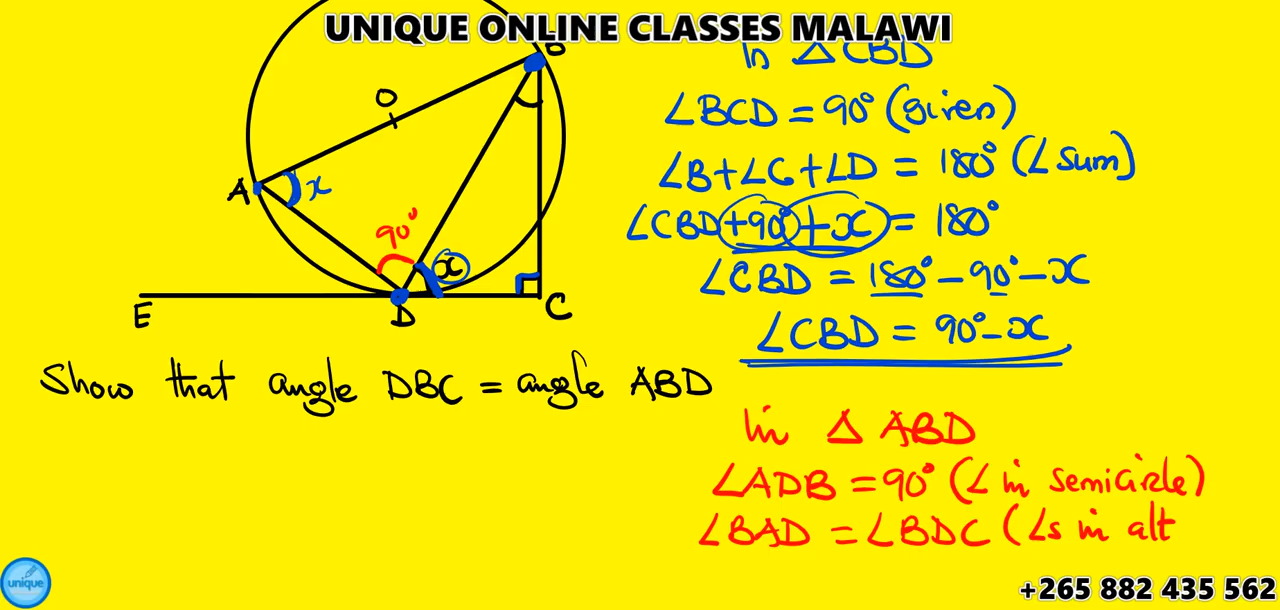 UNIQUE ONLINE CLASSES MALAWI
B
O
A
x
90°
x
E
D
C
Show that angle DBC = angle ABD
In △CBD
∠BCD = 90° (given)
∠B+∠C+∠D = 180° (∠ sum)
∠CBD+90°+x = 180°
∠CBD = 180°-90°-x
∠CBD = 90°-x
In △ ABD
∠ADB = 90° (∠ in semicircle)
∠BAD = ∠BDC (∠s in alt
unique
+265 882 435 562